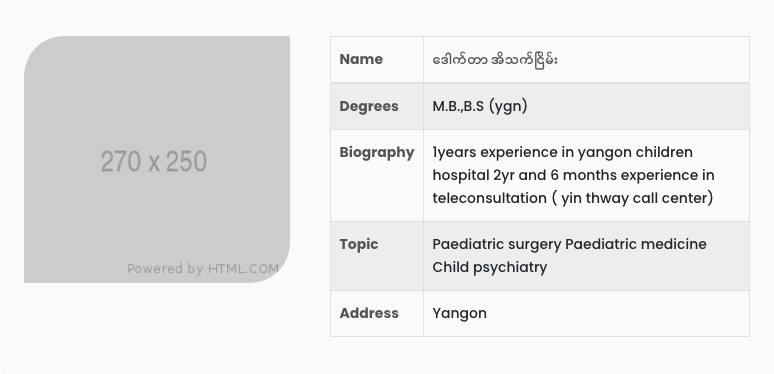 270 x 250
Powered by HTML.COM
Name ဒေါက်တာ အိသက်ငြိမ်း
Degrees M.B.,B.S (ygn)
Biography 1years experience in yangon children
hospital 2yr and 6 months experience in
teleconsultation ( yin thway call center)
Topic Paediatric surgery Paediatric medicine
Child psychiatry
Address Yangon